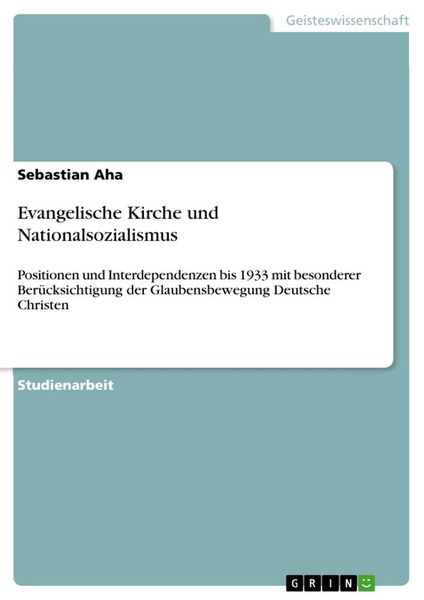 Geisteswissenschaft
Sebastian Aha
Evangelische Kirche und
Nationalsozialismus
Positionen und Interdependenzen bis 1933 mit besonderer
Berücksichtigung der Glaubensbewegung Deutsche
Christen
Studienarbeit
GRIN